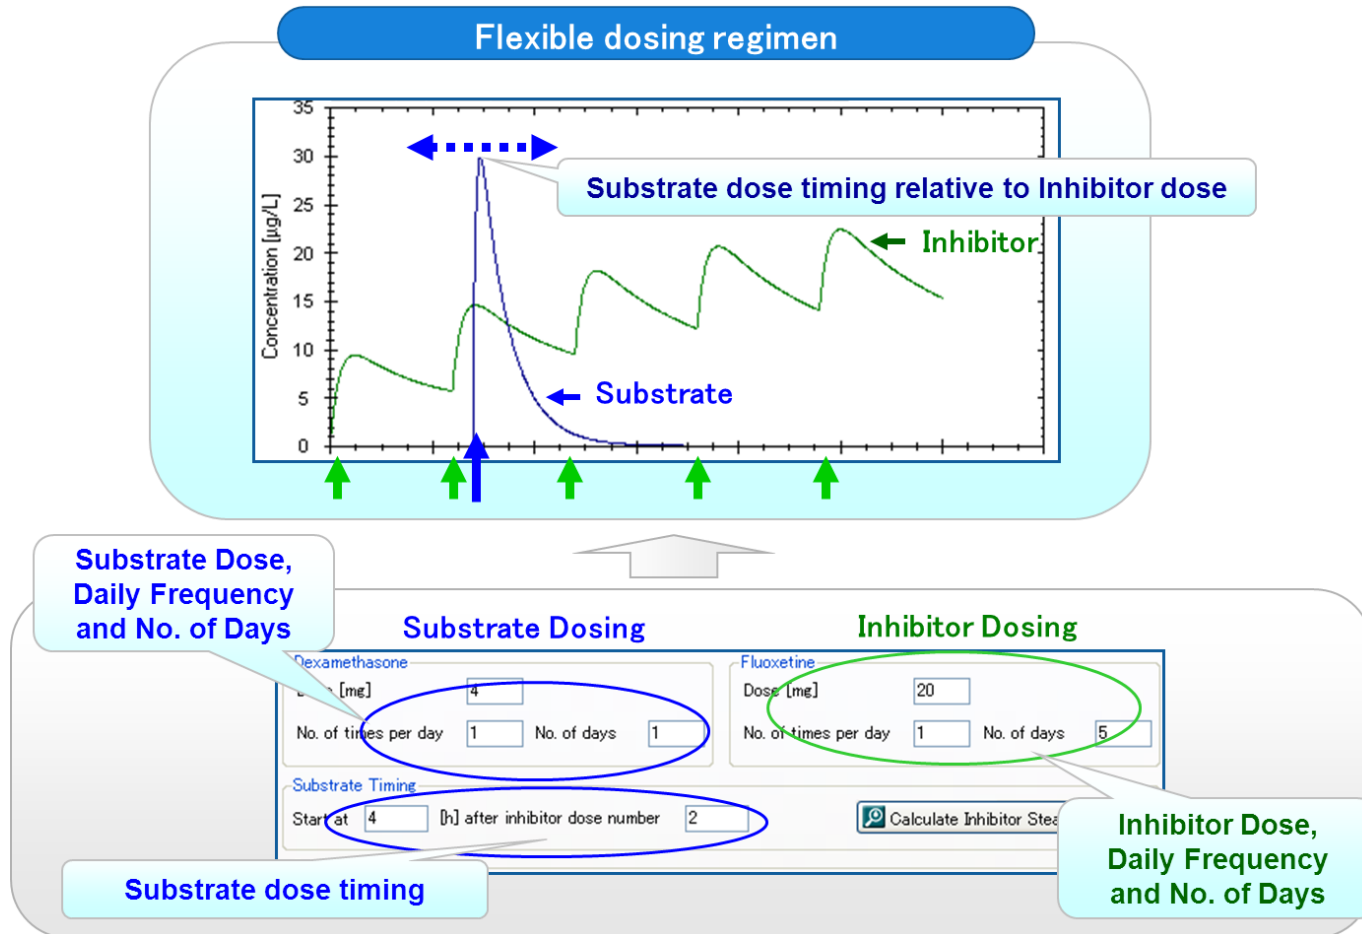 Flexible dosing regimen
35
30
25
20
15
10
5
0
Concentration [µg/L]
Substrate dose timing relative to Inhibitor dose
Inhibitor
Substrate
Substrate Dose,
Daily Frequency
and No. of Days
Substrate Dosing
Inhibitor Dosing
Dexamethasone
[mg]
4
No. of times per day
1
No. of days
1
Fluoxetine
Dose [mg]
20
No. of times per day
1
No. of days
5
Substrate Timing
Start at
4
[h] after inhibitor dose number
2
Calculate Inhibitor
Substrate dose timing
Inhibitor Dose,
Daily Frequency
and No. of Days